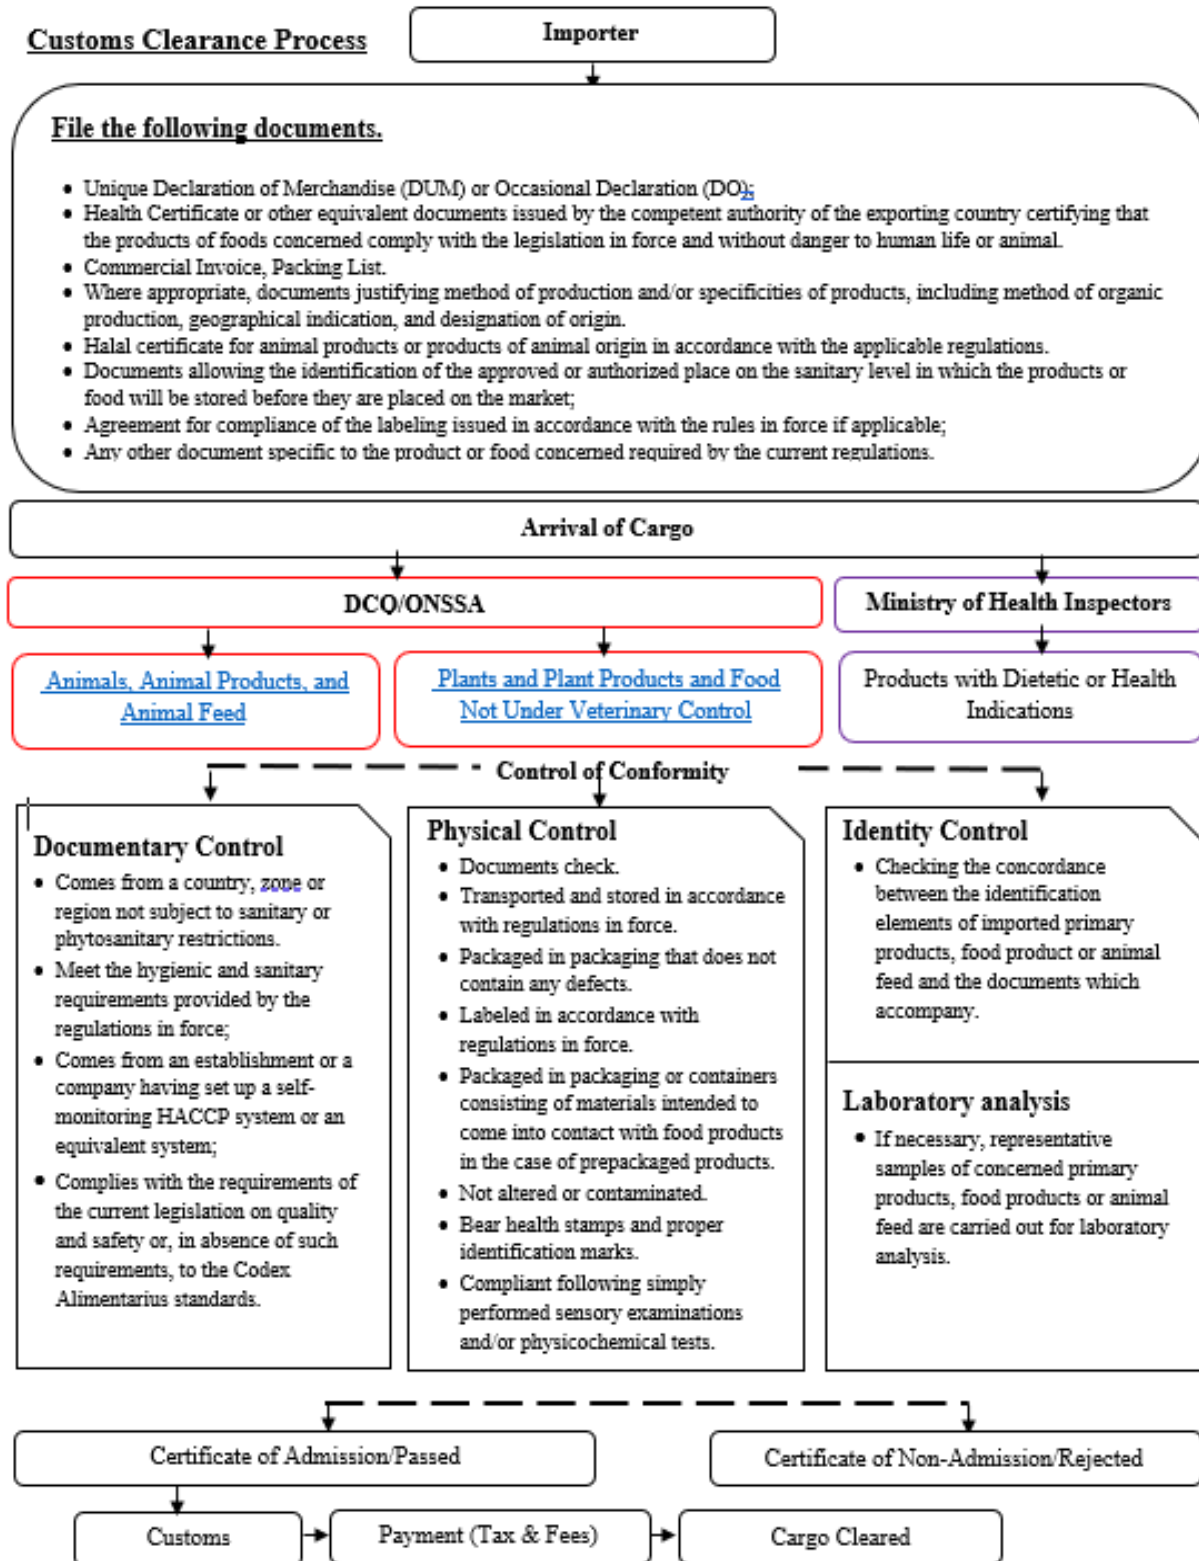 Customs Clearance Process
Importer
File the following documents.
• Unique Declaration of Merchandise (DUM) or Occasional Declaration (DO);
• Health Certificate or other equivalent documents issued by the competent authority of the exporting country certifying that
the products of foods concerned comply with the legislation in force and without danger to human life or animal.
• Commercial Invoice, Packing List.
• Where appropriate, documents justifying method of production and/or specificities of products, including method of organic
production, geographical indication, and designation of origin.
• Halal certificate for animal products or products of animal origin in accordance with the applicable regulations.
• Documents allowing the identification of the approved or authorized place on the sanitary level in which the products or
food will be stored before they are placed on the market;
• Agreement for compliance of the labeling issued in accordance with the rules in force if applicable;
• Any other document specific to the product or food concerned required by the current regulations.
Arrival of Cargo
DCQ/ONSSA
Ministry of Health Inspectors
Animals, Animal Products, and
Animal Feed
Plants and Plant Products and Food
Not Under Veterinary Control
Products with Dietetic or Health
Indications
Control of Conformity
Documentary Control
• Comes from a country, zone or
region not subject to sanitary or
phytosanitary restrictions.
• Meet the hygienic and sanitary
requirements provided by the
regulations in force;
• Comes from an establishment or a
company having set up a self-
monitoring HACCP system or an
equivalent system;
• Complies with the requirements of
the current legislation on quality
and safety or, in absence of such
requirements, to the Codex
Alimentarius standards.
Physical Control
• Documents check.
• Transported and stored in accordance
with regulations in force.
• Packaged in packaging that does not
contain any defects.
• Labeled in accordance with
regulations in force.
• Packaged in packaging or containers
consisting of materials intended to
come into contact with food products
in the case of prepackaged products.
• Not altered or contaminated.
• Bear health stamps and proper
identification marks.
• Compliant following simply
performed sensory examinations
and/or physicochemical tests.
Identity Control
• Checking the concordance
between the identification
elements of imported primary
products, food product or animal
feed and the documents which
accompany.
Laboratory analysis
• If necessary, representative
samples of concerned primary
products, food products or animal
feed are carried out for laboratory
analysis.
Certificate of Admission/Passed
Certificate of Non-Admission/Rejected
Customs
Payment (Tax & Fees)
Cargo Cleared